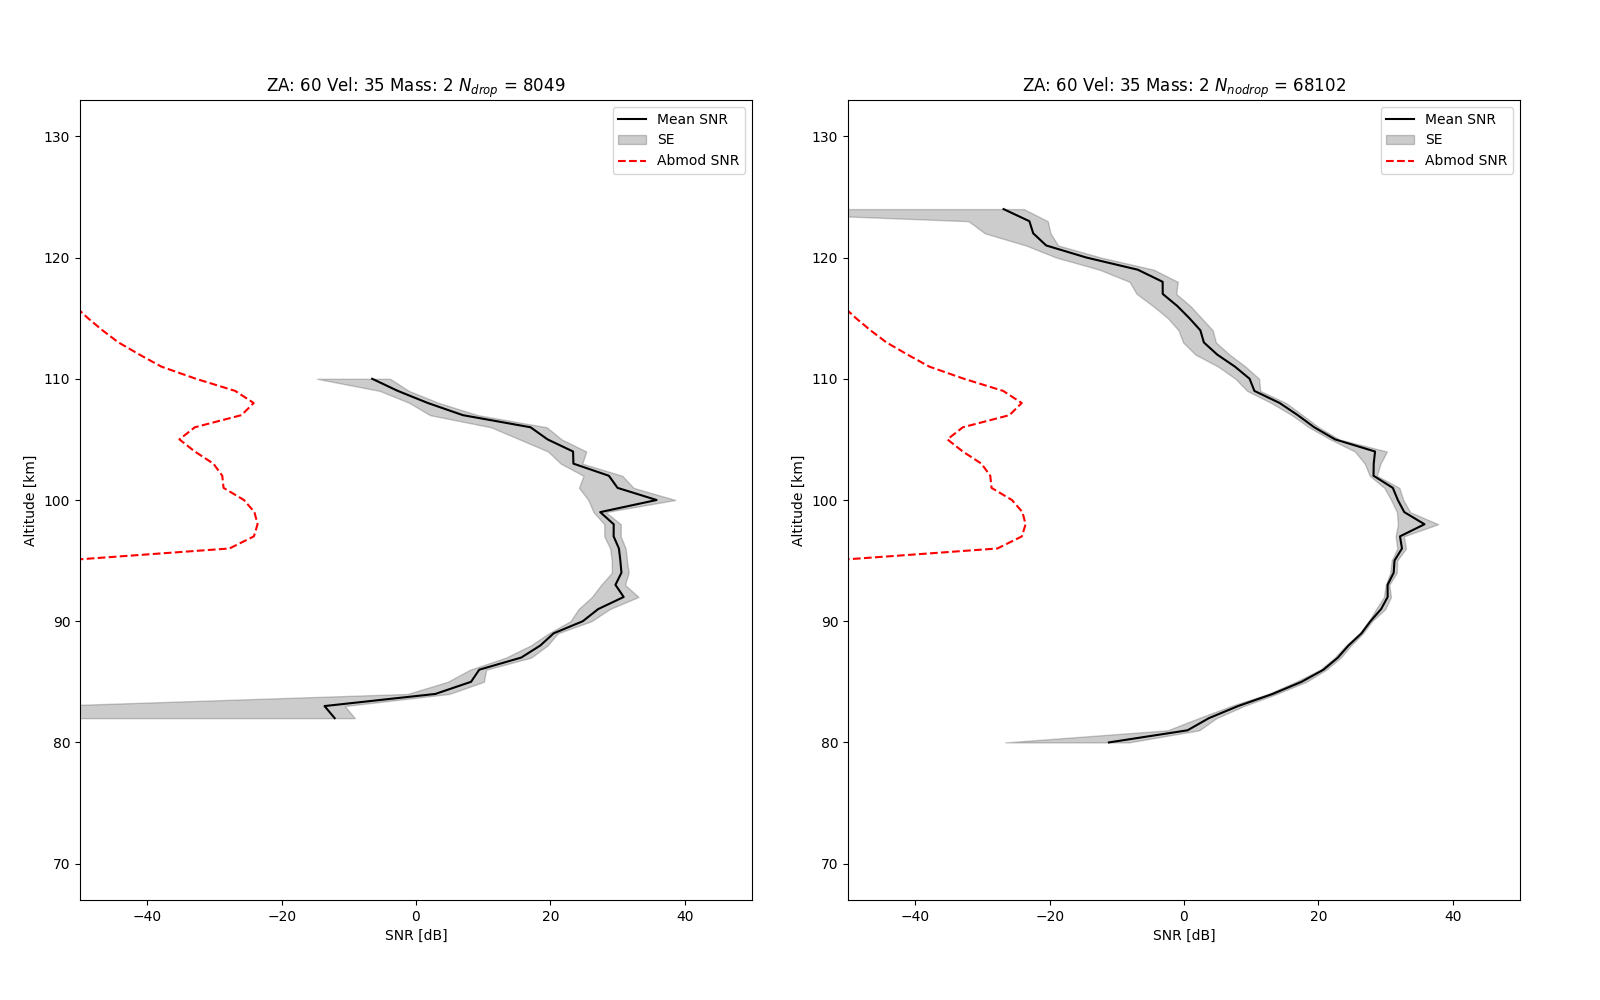 ZA: 60 Vel: 35 Mass: 2 N_drop = 8049
Mean SNR
SE
Abmod SNR
130
120
110
100
90
80
70
Altitude [km]
−40
−20
0
20
40
SNR [dB]
ZA: 60 Vel: 35 Mass: 2 N_nodrop = 68102
Mean SNR
SE
Abmod SNR
130
120
110
100
90
80
70
Altitude [km]
−40
−20
0
20
40
SNR [dB]